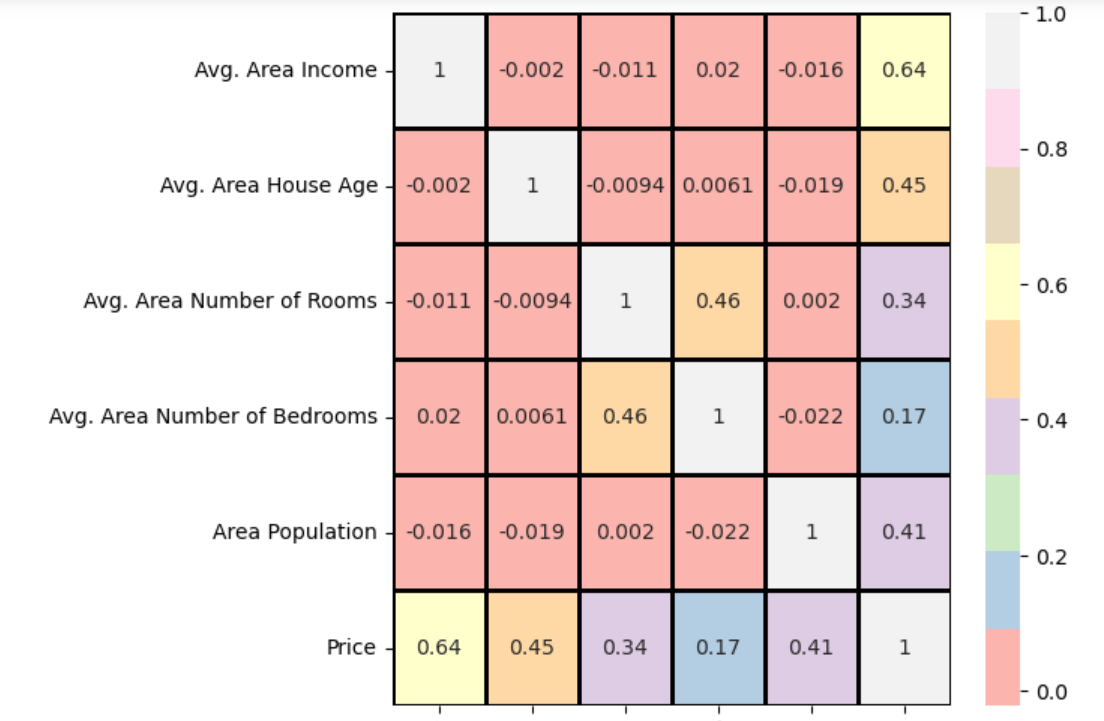 1.0
Avg. Area Income 1 -0.002 -0.011 0.02 -0.016 0.64
0.8
Avg. Area House Age -0.002 1 -0.0094 0.0061 -0.019 0.45
0.6
Avg. Area Number of Rooms -0.011 -0.0094 1 0.46 0.002 0.34
Avg. Area Number of Bedrooms 0.02 0.0061 0.46 1 -0.022 0.17
0.4
Area Population -0.016 -0.019 0.002 -0.022 1 0.41
0.2
Price 0.64 0.45 0.34 0.17 0.41 1
0.0